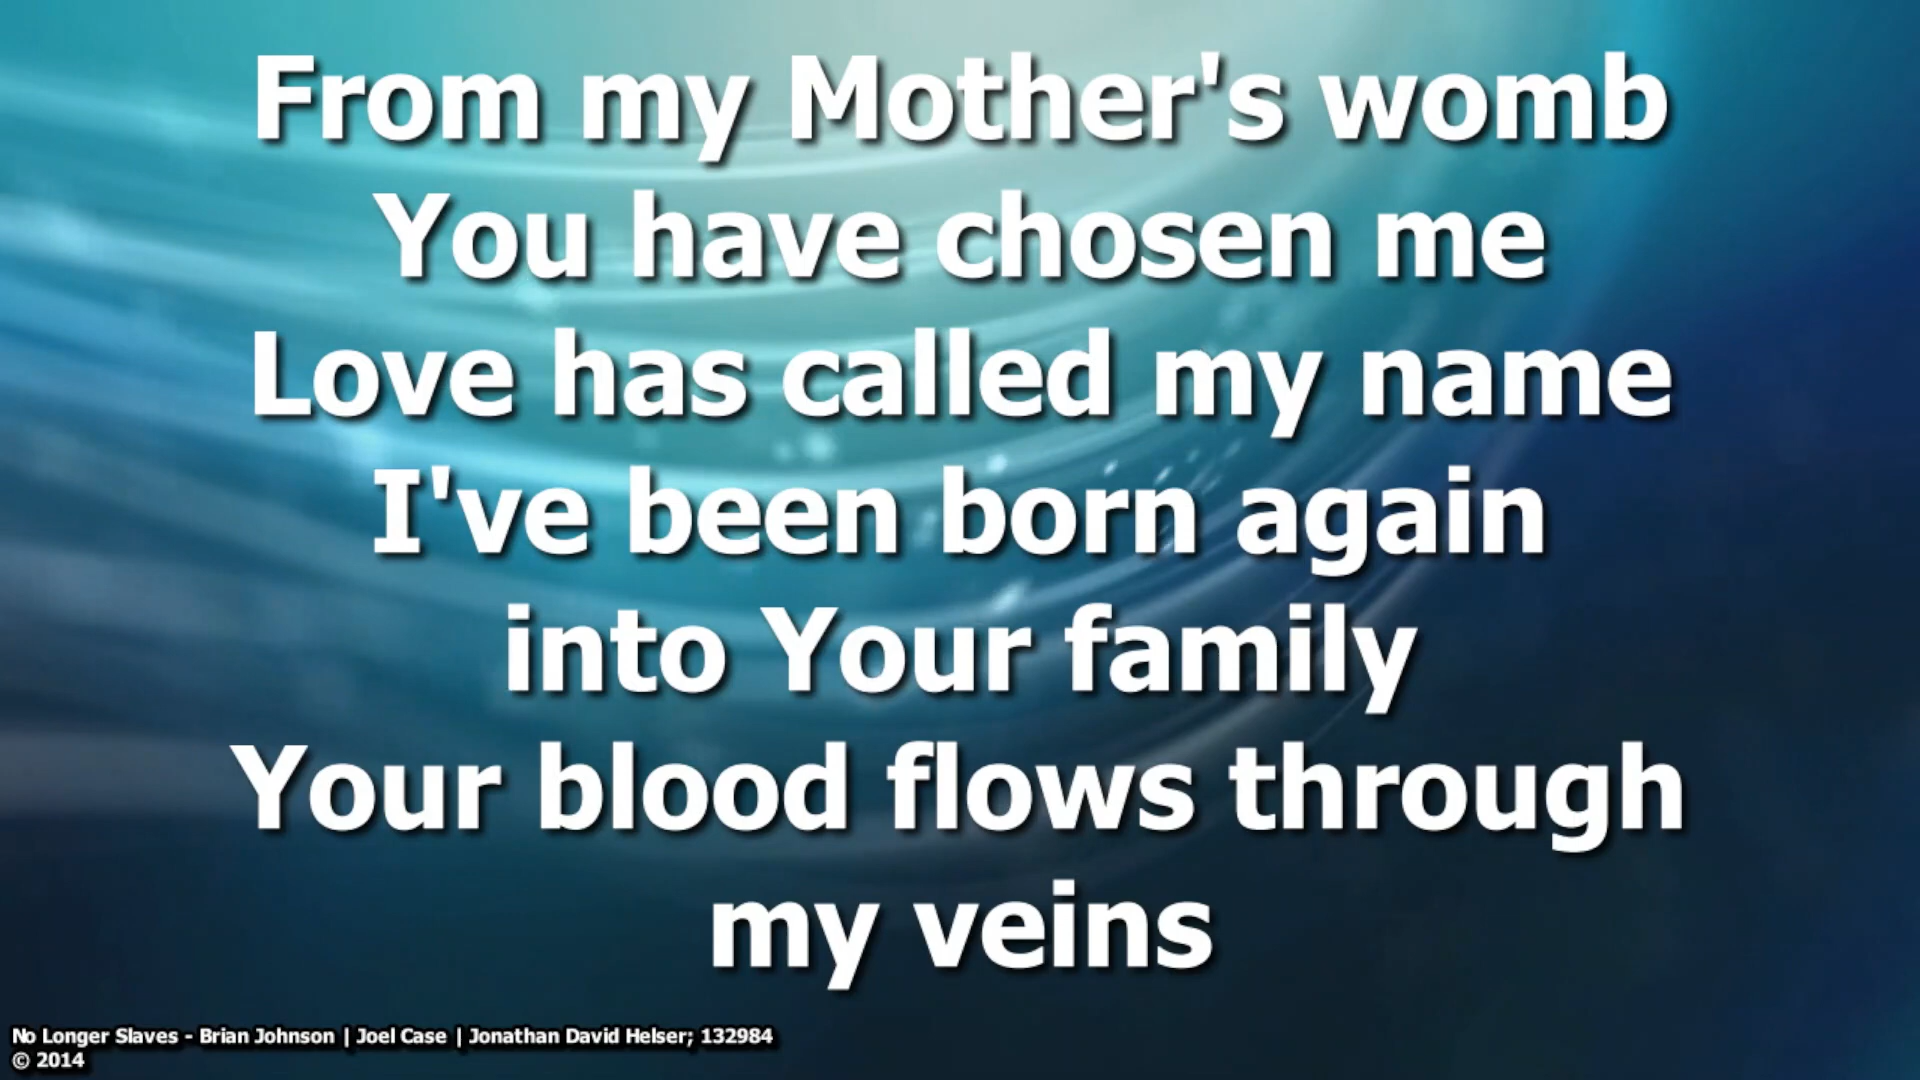 From my Mother's womb
You have chosen me
Love has called my name
I've been born again
into Your family
Your blood flows through
my veins
No Longer Slaves - Brian Johnson | Joel Case | Jonathan David Helser; 132984
© 2014